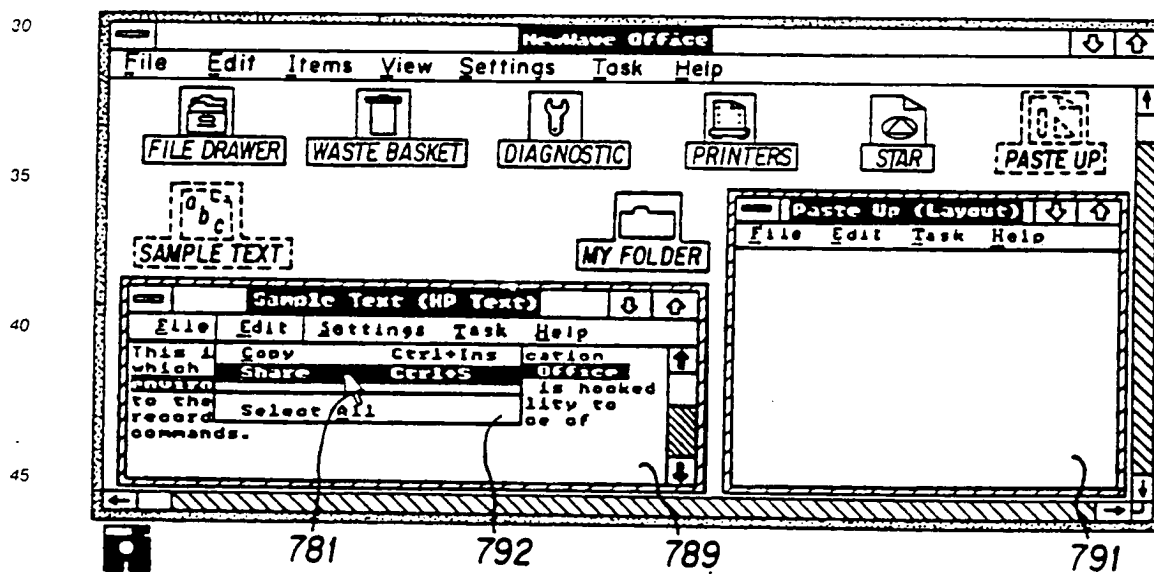 30
NewWave Office
File Edit Items View Settings Task Help
FILE DRAWER WASTE BASKET DIAGNOSTIC PRINTERS STAR PASTE UP
35
SAMPLE TEXT MY FOLDER
Paste Up (Layout)
File Edit Task Help
Sample Text (HP Text)
40
File Edit Settings Task Help
This i Copy Ctrl+Ins cation
which Share Ctrl+S Office
enviro is hooked
to the Select All lity to
record ce of
commands.
45
781 792 789 791